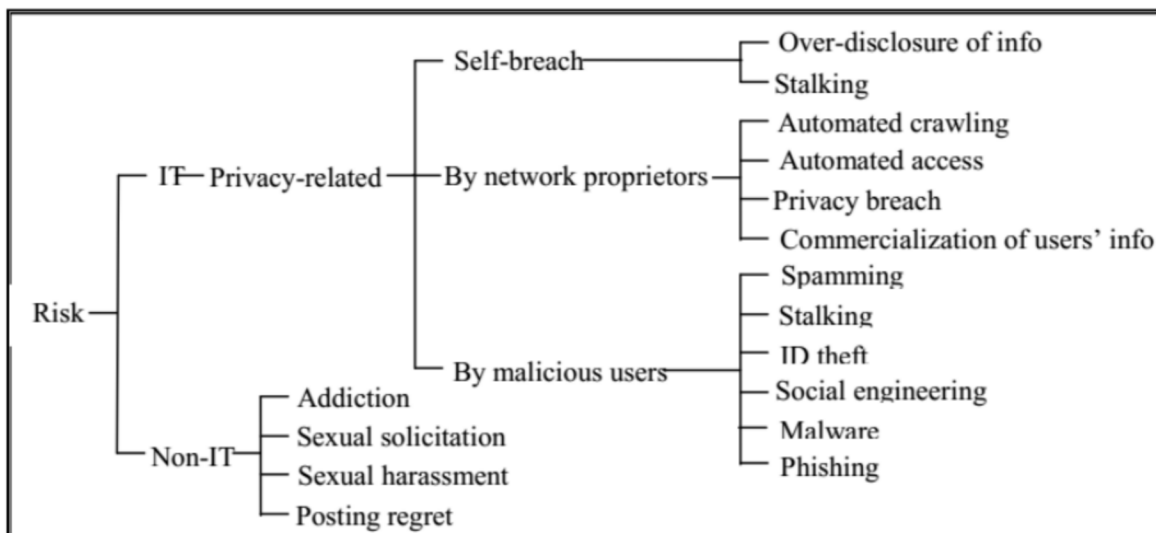 Over-disclosure of info
Self-breach
Stalking
Automated crawling
Automated access
IT
Privacy-related
By network proprietors
Privacy breach
Commercialization of users' info
Spamming
Risk
Stalking
ID theft
By malicious users
Social engineering
Addiction
Malware
Sexual solicitation
Non-IT
Phishing
Sexual harassment
Posting regret